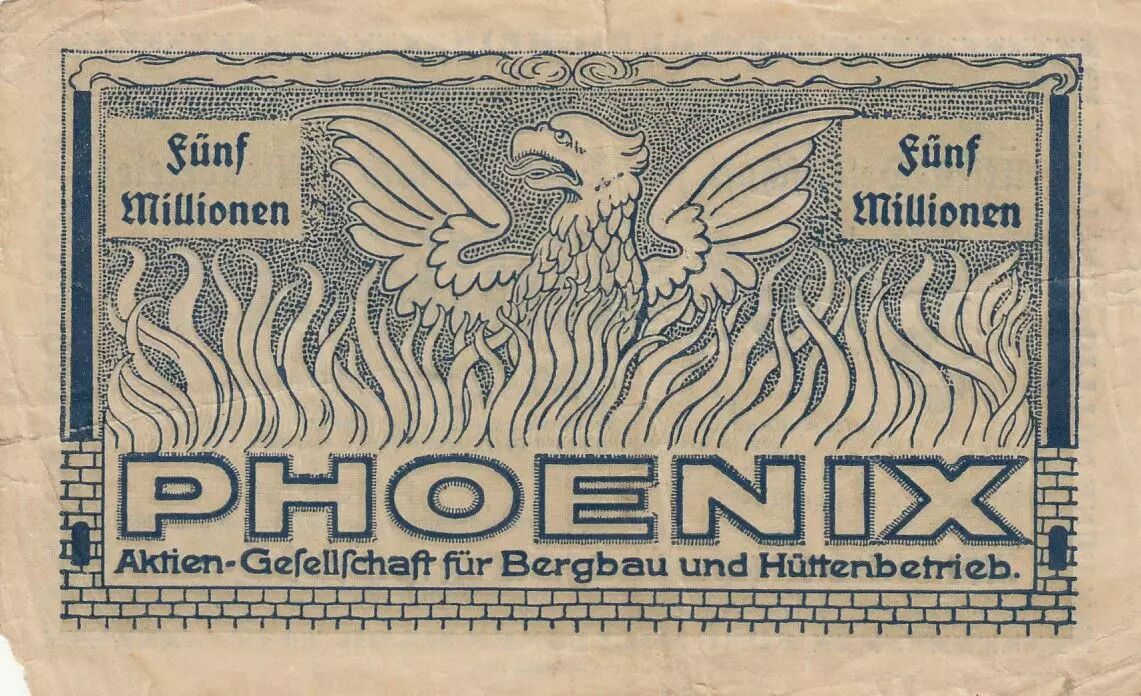 Fünf
Millionen
Fünf
Millionen
PHOENIX
Aktien-Geſellſchaft für Bergbau und Hüttenbetrieb.